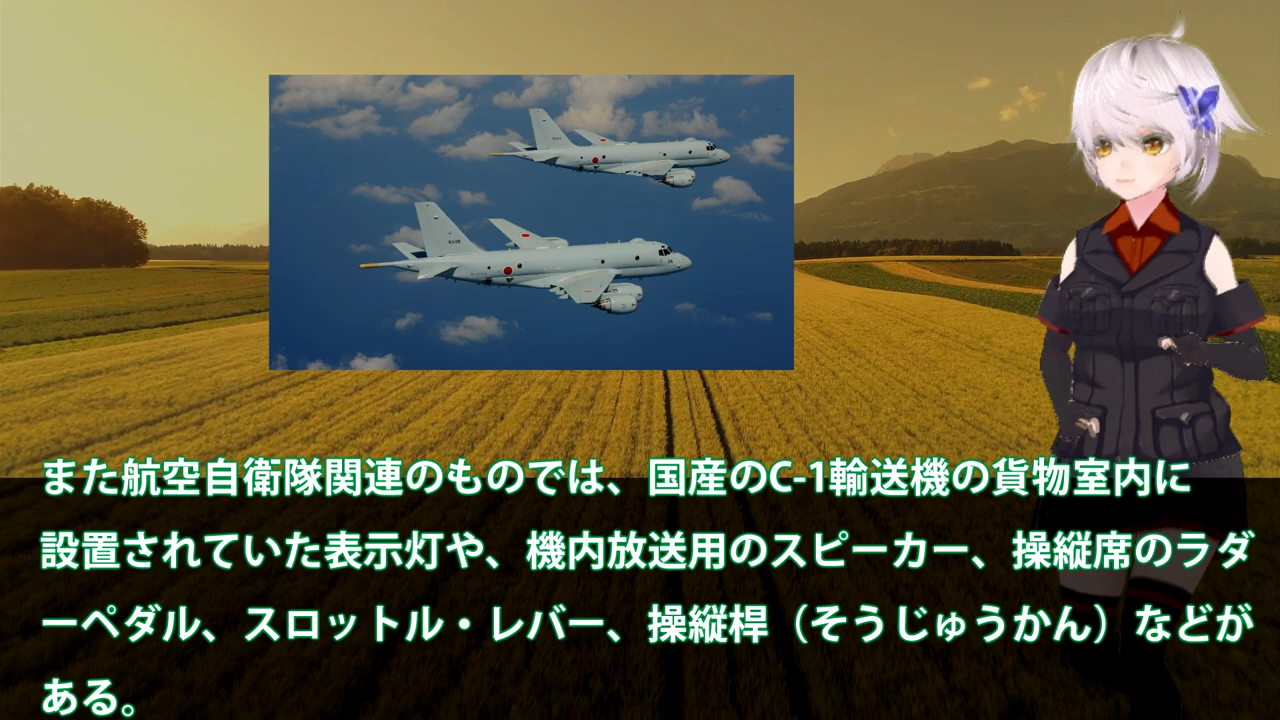 また航空自衛隊関連のものでは、国産のC-1輸送機の貨物室内に
設置されていた表示灯や、機内放送用のスピーカー、操縦席のラダ
ーペダル、スロットル・レバー、操縦桿（そうじゅうかん）などが
ある。